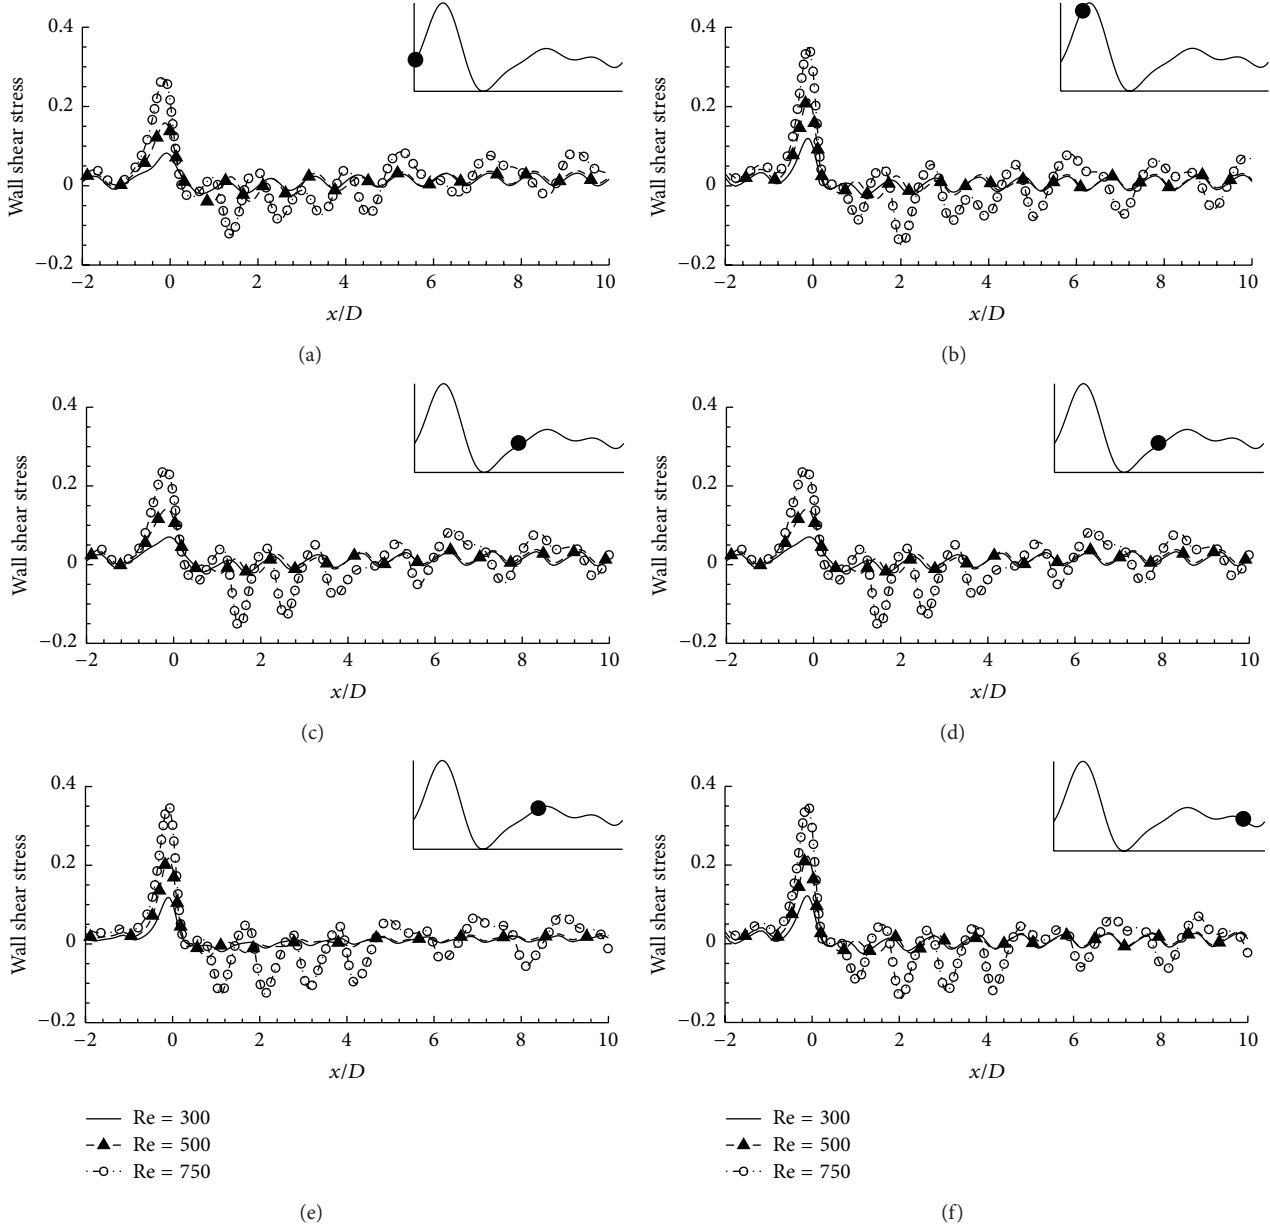 0.4
0.2
0
−0.2
Wall shear stress
−2 0 2 4 6 8 10
x/D
(a)
0.4
0.2
0
−0.2
Wall shear stress
−2 0 2 4 6 8 10
x/D
(b)
0.4
0.2
0
−0.2
Wall shear stress
−2 0 2 4 6 8 10
x/D
(c)
0.4
0.2
0
−0.2
Wall shear stress
−2 0 2 4 6 8 10
x/D
(d)
0.4
0.2
0
−0.2
Wall shear stress
−2 0 2 4 6 8 10
x/D
Re = 300
Re = 500
Re = 750
(e)
0.4
0.2
0
−0.2
Wall shear stress
−2 0 2 4 6 8 10
x/D
Re = 300
Re = 500
Re = 750
(f)